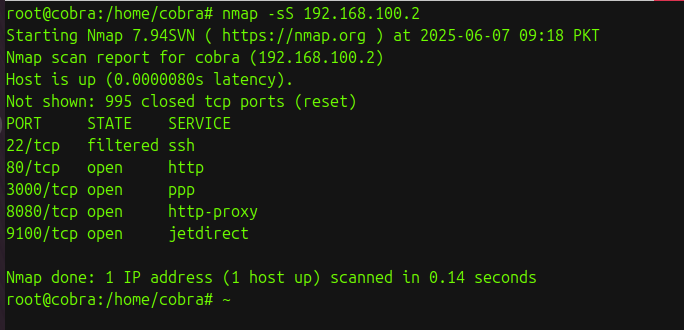 root@cobra:/home/cobra# nmap -sS 192.168.100.2
Starting Nmap 7.94SVN ( https://nmap.org ) at 2025-06-07 09:18 PKT
Nmap scan report for cobra (192.168.100.2)
Host is up (0.0000080s latency).
Not shown: 995 closed tcp ports (reset)
PORT     STATE    SERVICE
22/tcp   filtered ssh
80/tcp   open     http
3000/tcp open     ppp
8080/tcp open     http-proxy
9100/tcp open     jetdirect

Nmap done: 1 IP address (1 host up) scanned in 0.14 seconds
root@cobra:/home/cobra# ~